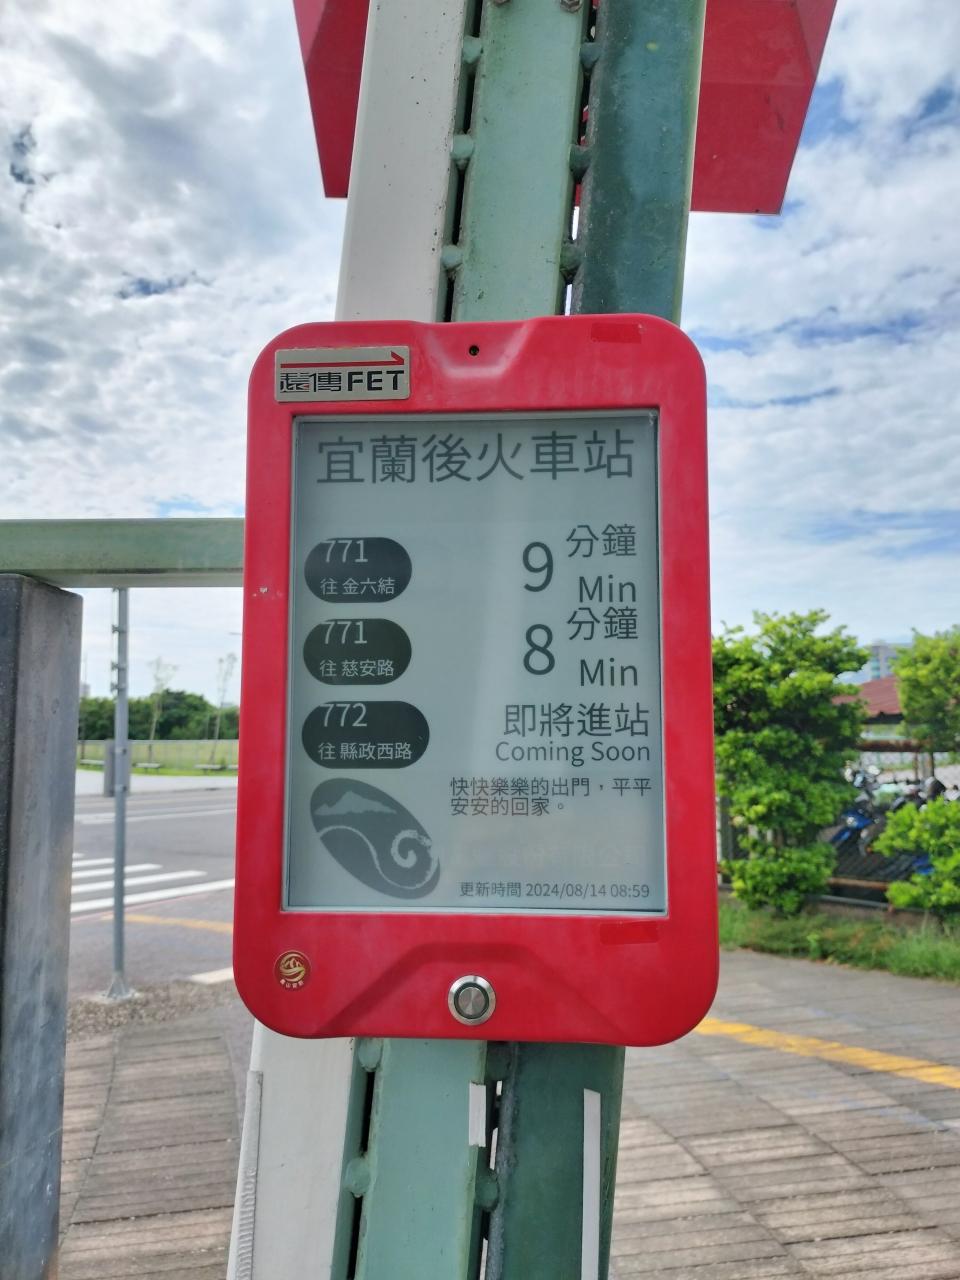 遠傳FET
宜蘭後火車站
771
往 金六結
9
分鐘
Min
771
往 慈安路
8
分鐘
Min
772
往 縣政西路
即將進站
Coming Soon
快快樂樂的出門，平平
安安的回家。
更新時間 2024/08/14 08:59